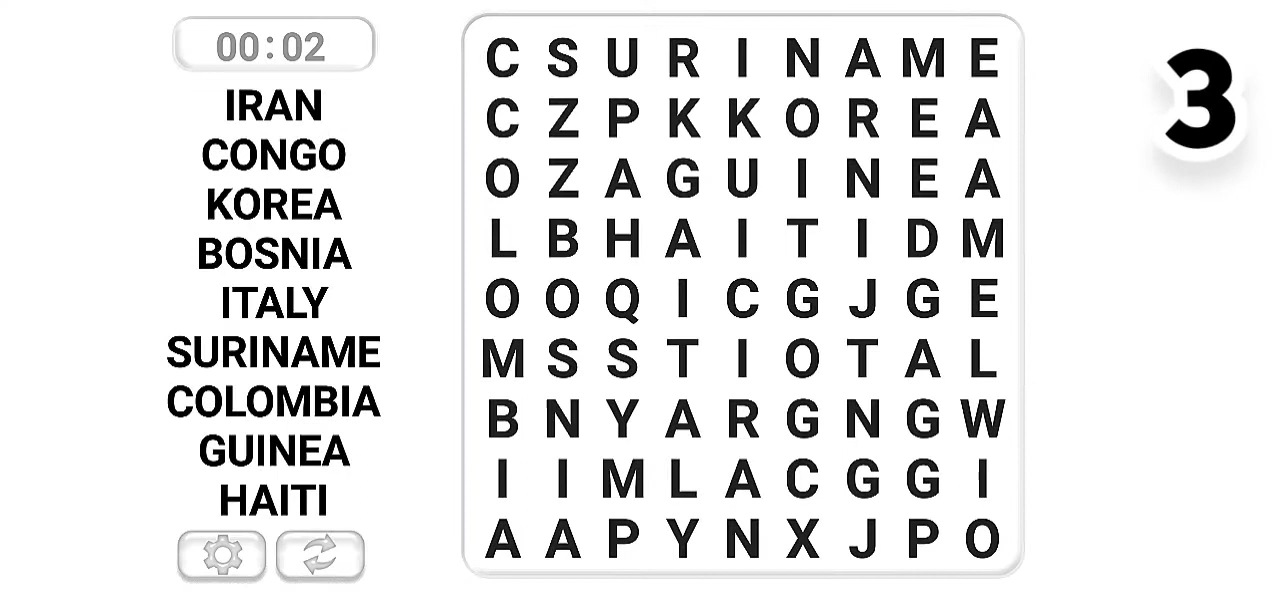 00:02
IRAN
CONGO
KOREA
BOSNIA
ITALY
SURINAME
COLOMBIA
GUINEA
HAITI
C S U R I N A M E
C Z P K K O R E A
O Z A G U I N E A
L B H A I T I D M
O O Q I C G J G E
M S S T I O T A L
B N Y A R G N G W
I I M L A C G G I
A A P Y N X J P O
3